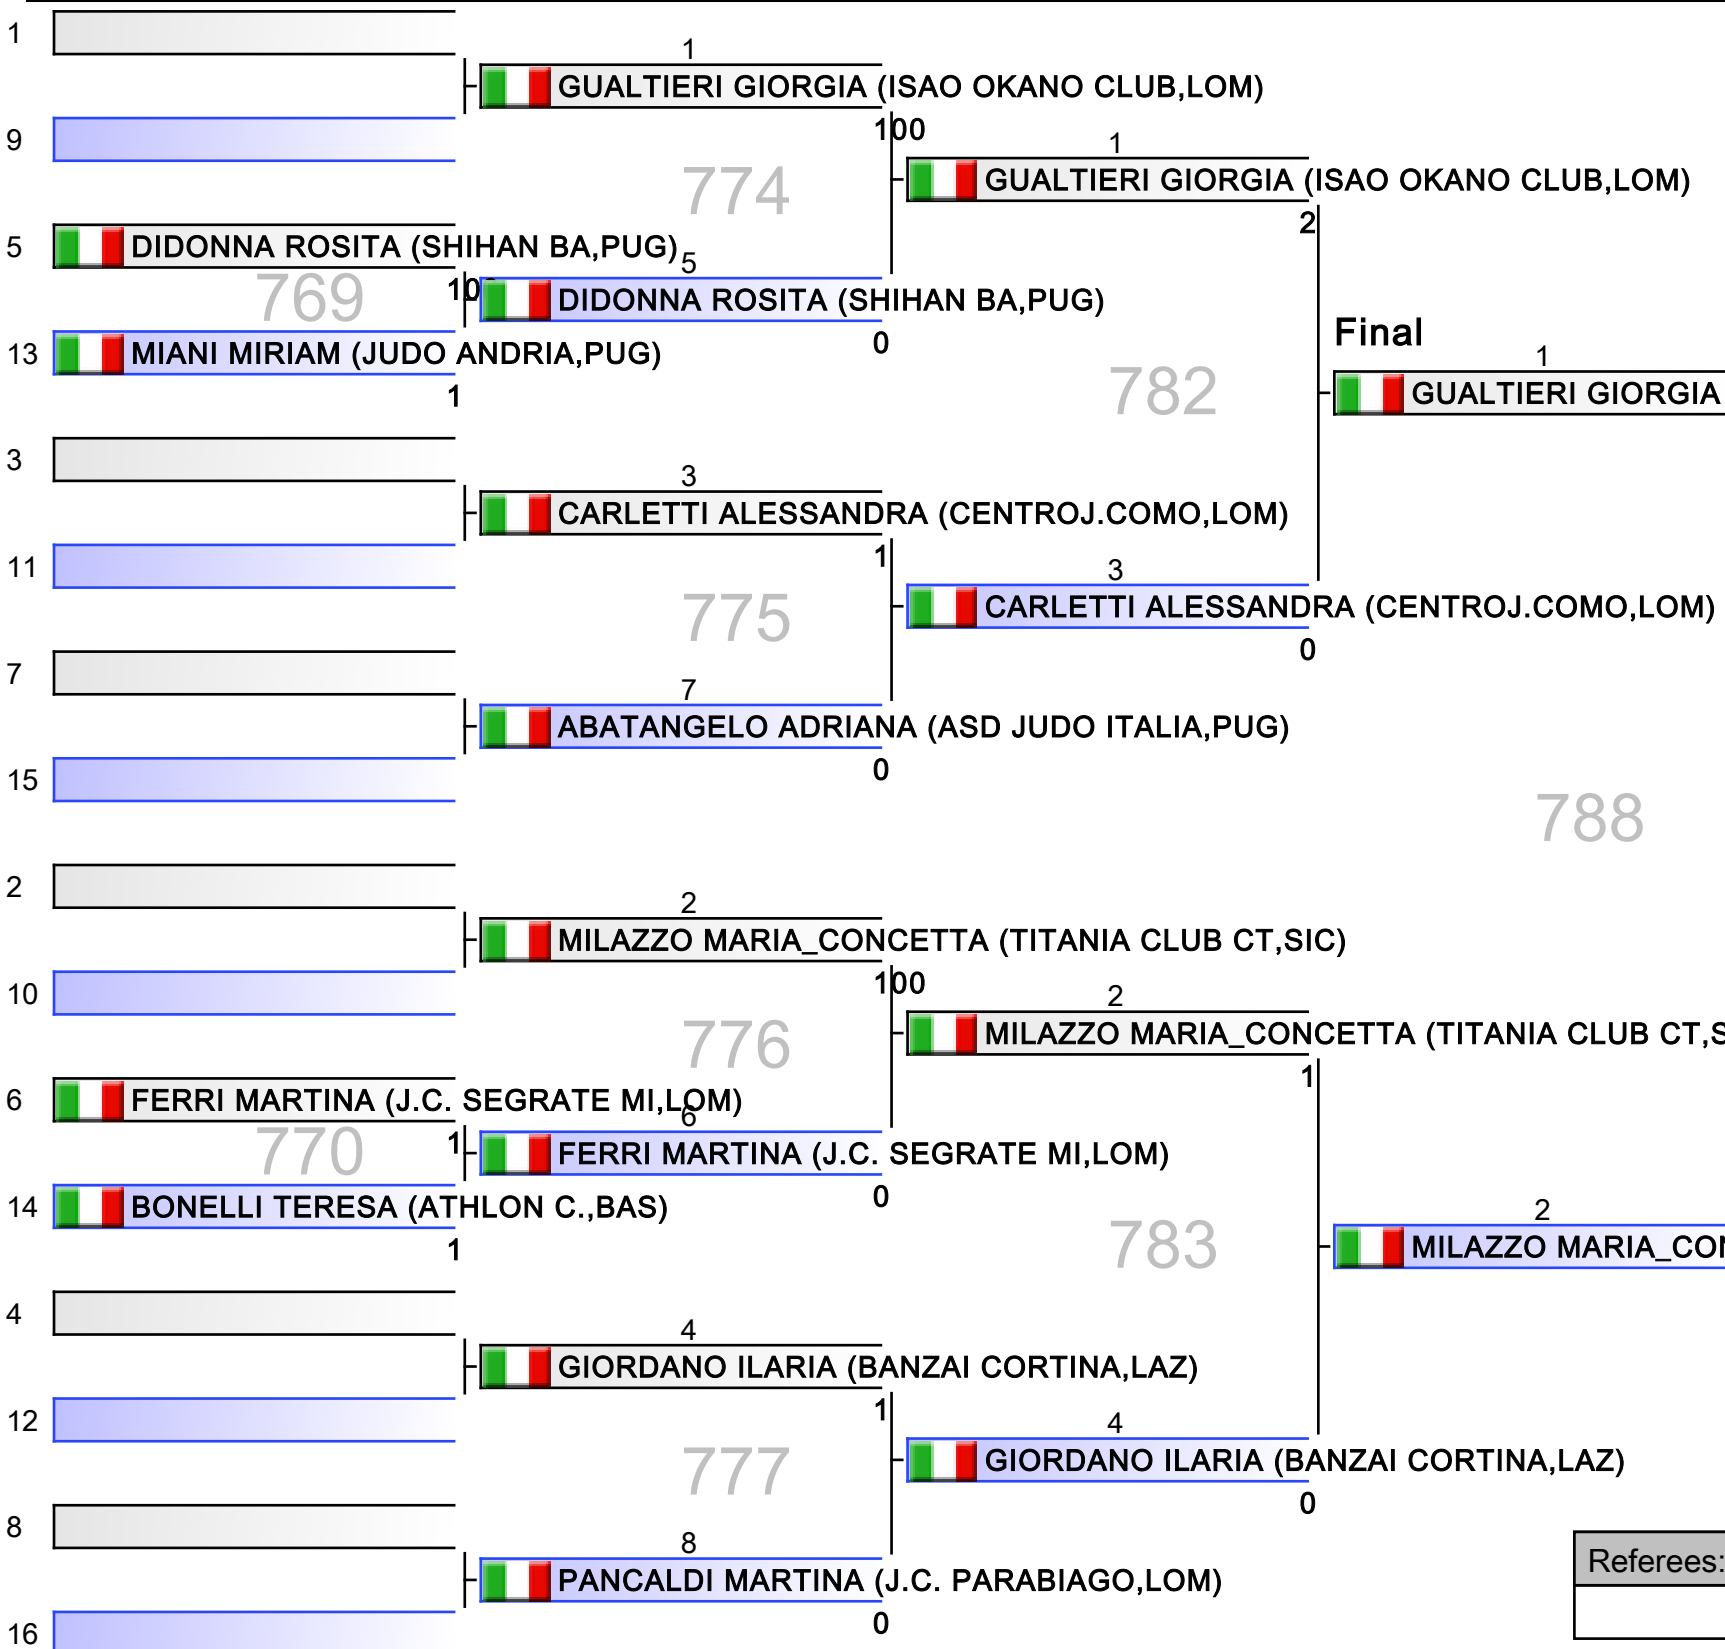 1
1
GUALTIERI GIORGIA (ISAO OKANO CLUB,LOM)
100
9
1
774
GUALTIERI GIORGIA (ISAO OKANO CLUB,LOM)
2
5
DIDONNA ROSITA (SHIHAN BA,PUG)
5
769
DIDONNA ROSITA (SHIHAN BA,PUG)
0
Final
13
MIANI MIRIAM (JUDO ANDRIA,PUG)
1
1
782
GUALTIERI GIORGIA
3
3
CARLETTI ALESSANDRA (CENTROJ.COMO,LOM)
1
11
3
775
CARLETTI ALESSANDRA (CENTROJ.COMO,LOM)
0
7
7
ABATANGELO ADRIANA (ASD JUDO ITALIA,PUG)
0
15
788
2
2
MILAZZO MARIA_CONCETTA (TITANIA CLUB CT,SIC)
100
10
2
776
MILAZZO MARIA_CONCETTA (TITANIA CLUB CT,S
1
6
FERRI MARTINA (J.C. SEGRATE MI,LOM)
6
770
1
FERRI MARTINA (J.C. SEGRATE MI,LOM)
0
14
BONELLI TERESA (ATHLON C.,BAS)
1
2
783
MILAZZO MARIA_CON
4
4
GIORDANO ILARIA (BANZAI CORTINA,LAZ)
1
12
4
777
GIORDANO ILARIA (BANZAI CORTINA,LAZ)
0
8
8
PANCALDI MARTINA (J.C. PARABIAGO,LOM)
0
Referees:
16